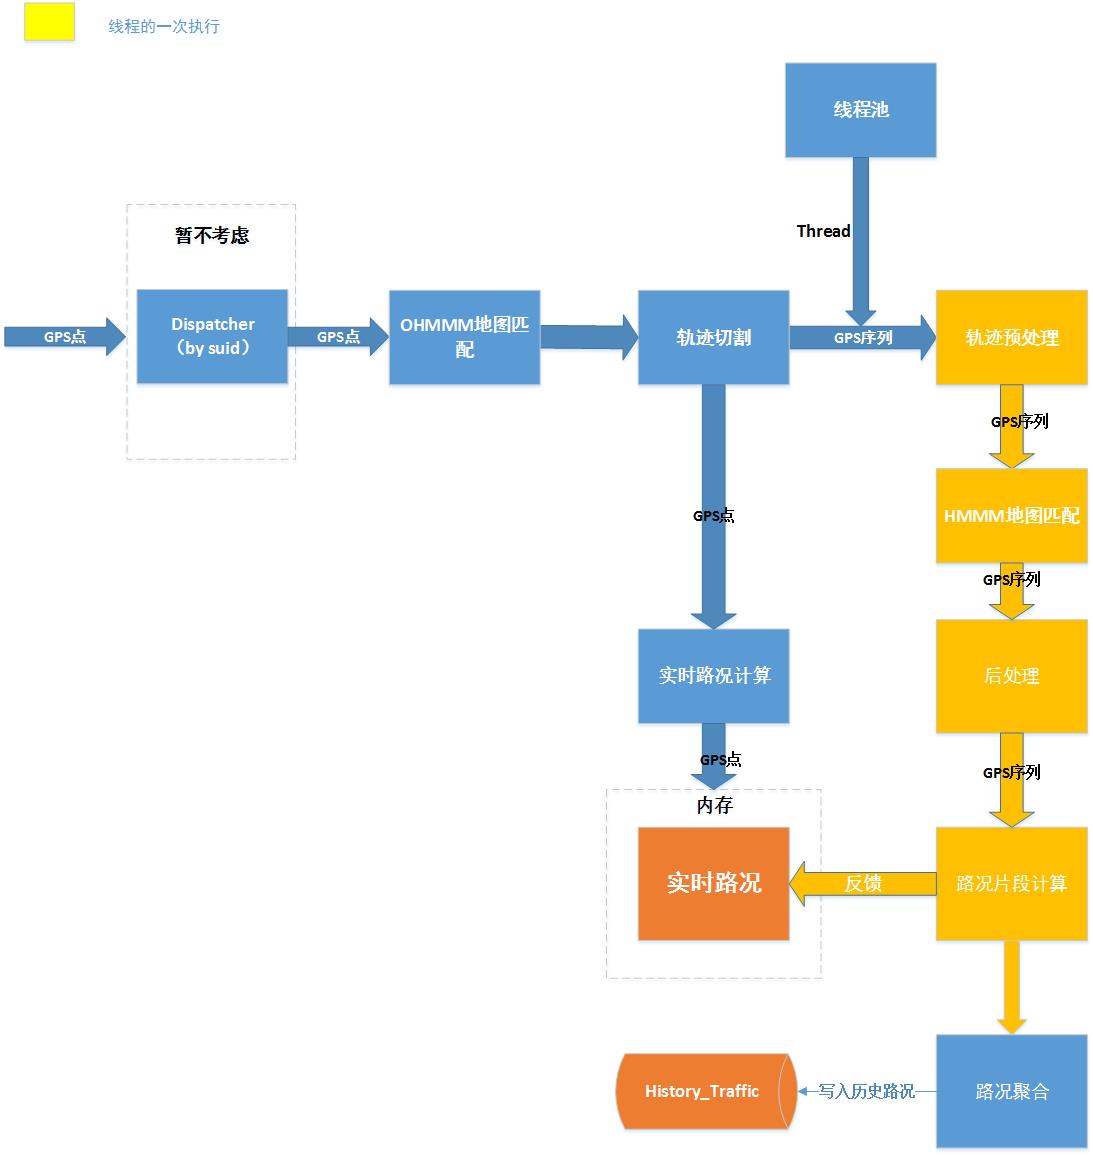 线程的一次执行
线程池
Thread
暂不考虑
GPS点
Dispatcher
（by suid）
GPS点
OHMMM地图匹
配
轨迹切割
GPS序列
轨迹预处理
GPS序列
GPS点
HMMM地图匹配
GPS序列
实时路况计算
后处理
GPS点
GPS序列
内存
实时路况
反馈
路况片段计算
History_Traffic
写入历史路况
路况聚合